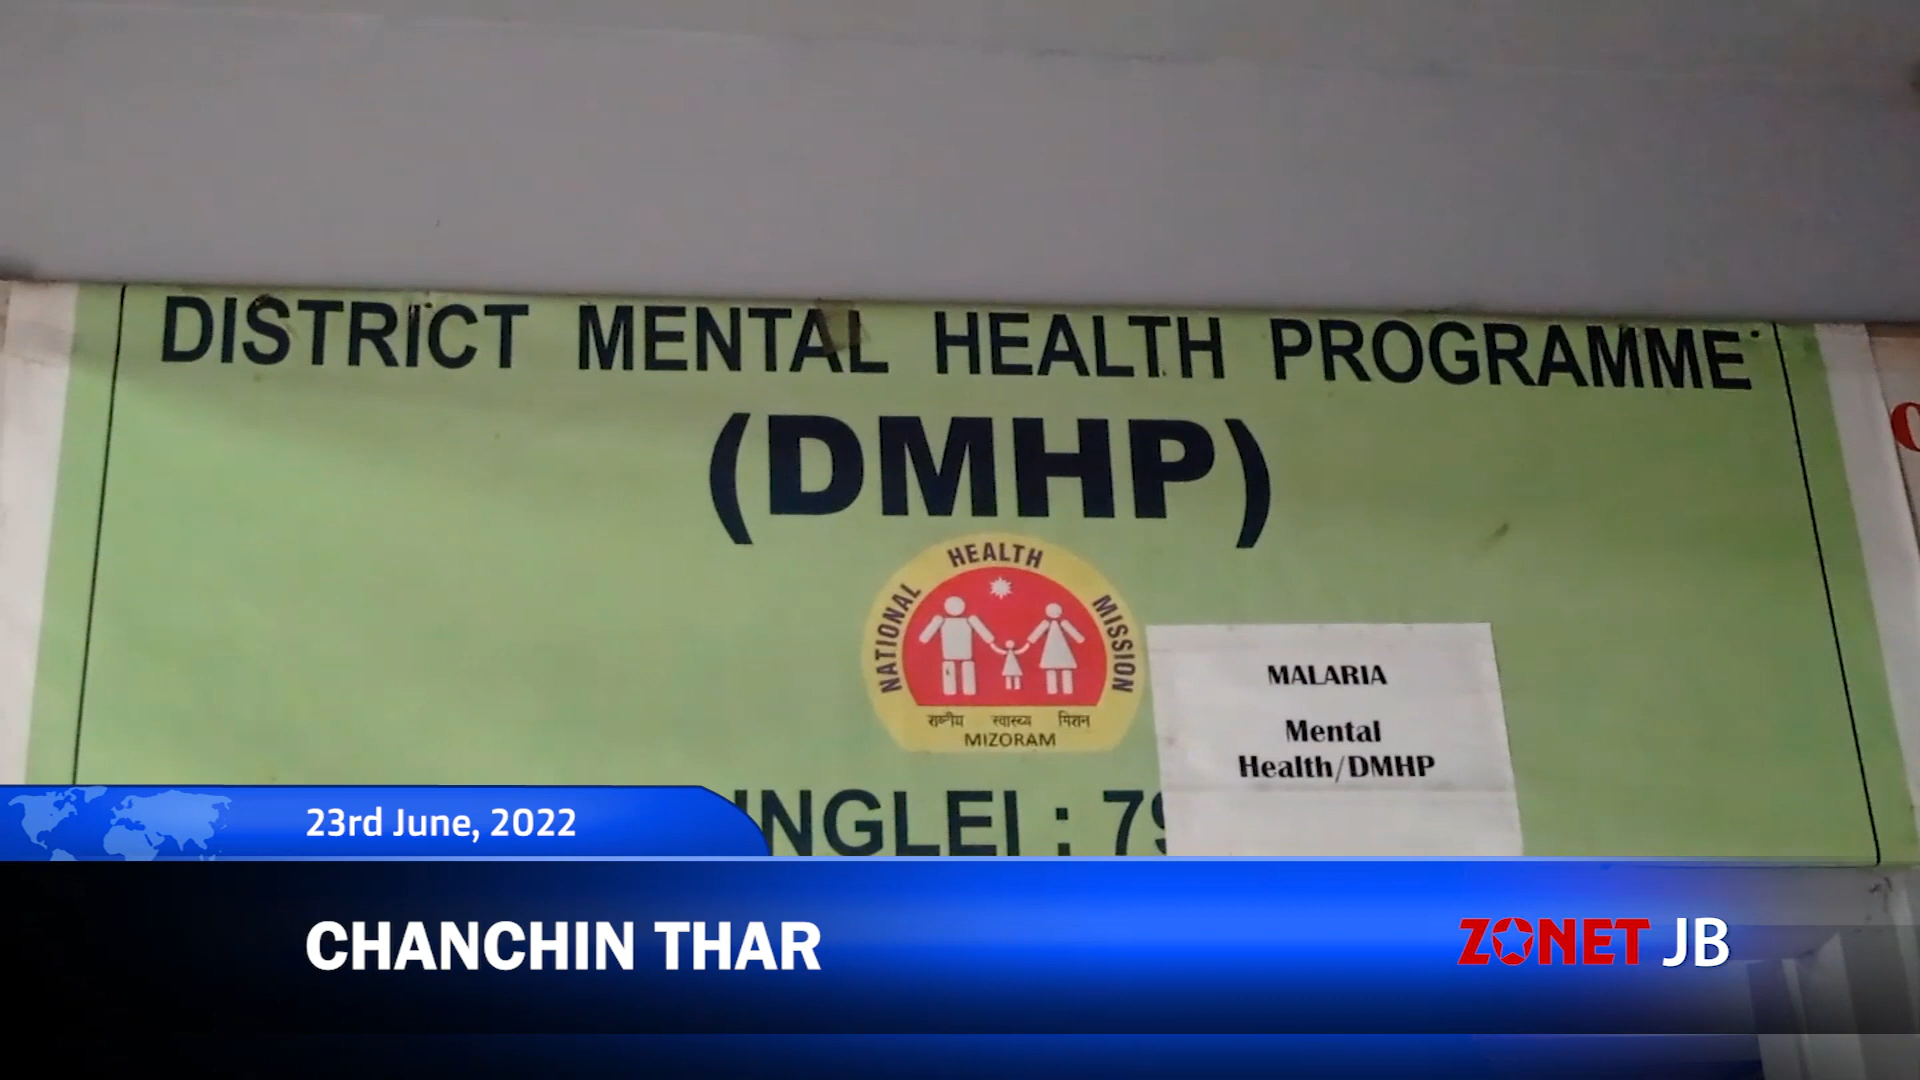 DISTRICT MENTAL HEALTH PROGRAMME
(DMHP)
NATIONAL HEALTH MISSION
राष्ट्रीय स्वास्थ्य मिशन
MIZORAM
MALARIA
Mental
Health/DMHP
INGLEI : 79
23rd June, 2022
CHANCHIN THAR
ZONET JB